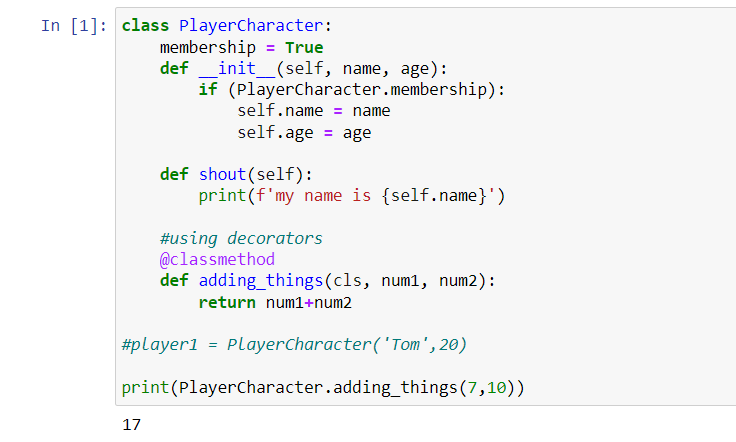 In [1]: class PlayerCharacter:
    membership = True
    def __init__(self, name, age):
        if (PlayerCharacter.membership):
            self.name = name
            self.age = age

    def shout(self):
        print(f'my name is {self.name}')

    #using decorators
    @classmethod
    def adding_things(cls, num1, num2):
        return num1+num2

#player1 = PlayerCharacter('Tom',20)

print(PlayerCharacter.adding_things(7,10))
17